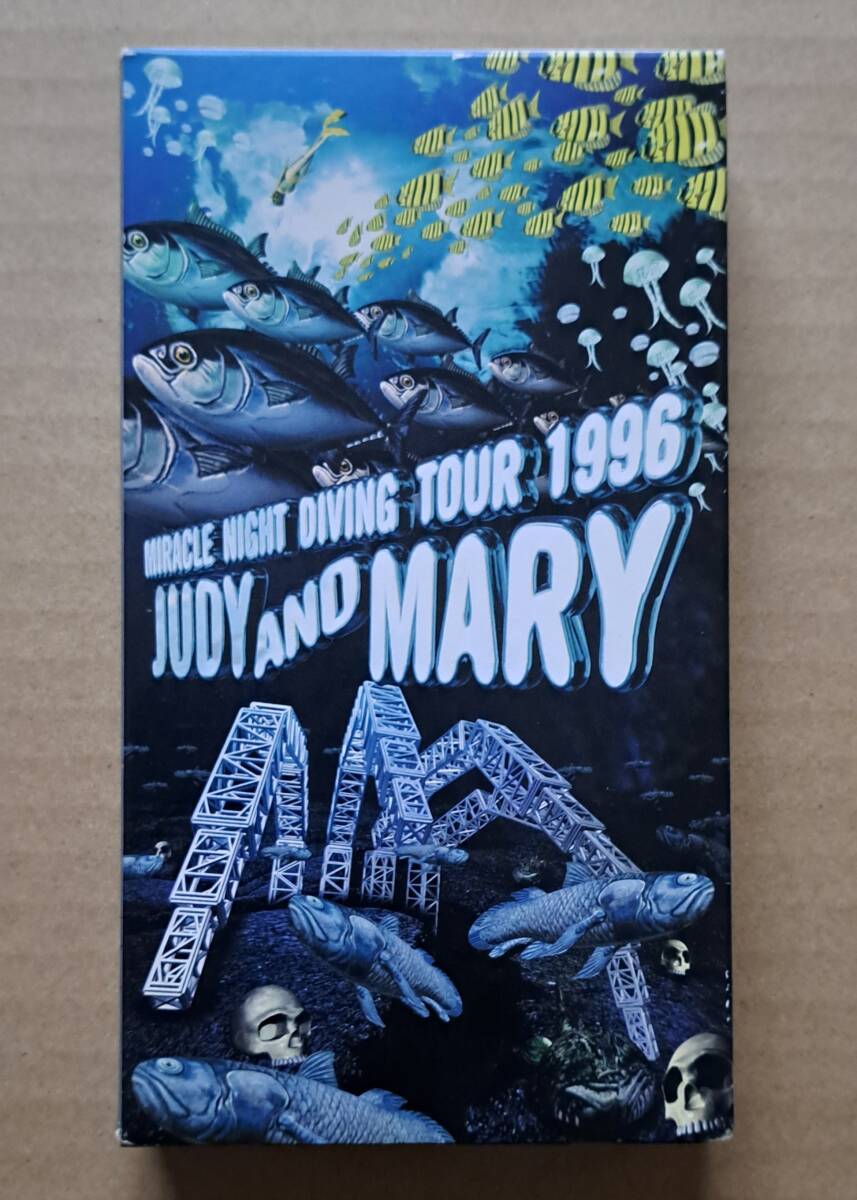 MIRACLE NIGHT DIVING TOUR 1996
JUDY AND MARY